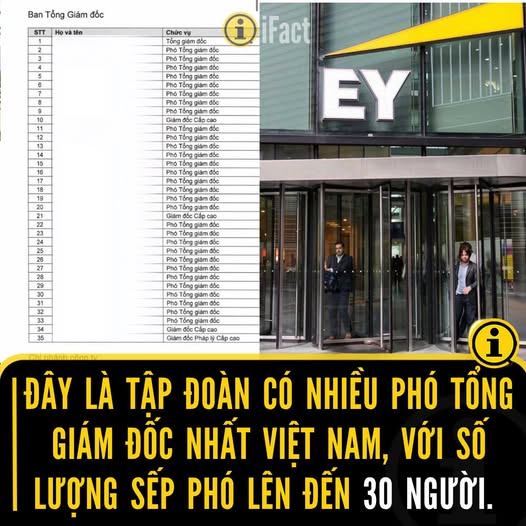 Ban Tổng Giám đốc
STT Họ và tên Chức vụ
1 Tổng giám đốc
2 Phó Tổng giám đốc
3 Phó Tổng giám đốc
4 Phó Tổng giám đốc
5 Phó Tổng giám đốc
6 Phó Tổng giám đốc
7 Phó Tổng giám đốc
8 Phó Tổng giám đốc
9 Phó Tổng giám đốc
10 Giám đốc Cấp cao
11 Phó Tổng giám đốc
12 Phó Tổng giám đốc
13 Phó Tổng giám đốc
14 Phó Tổng giám đốc
15 Phó Tổng giám đốc
16 Phó Tổng giám đốc
17 Phó Tổng giám đốc
18 Phó Tổng giám đốc
19 Phó Tổng giám đốc
20 Phó Tổng giám đốc
21 Giám đốc Cấp cao
22 Phó Tổng giám đốc
23 Phó Tổng giám đốc
24 Phó Tổng giám đốc
25 Phó Tổng giám đốc
26 Phó Tổng giám đốc
27 Phó Tổng giám đốc
28 Phó Tổng giám đốc
29 Phó Tổng giám đốc
30 Phó Tổng giám đốc
31 Phó Tổng giám đốc
32 Phó Tổng giám đốc
33 Phó Tổng giám đốc
34 Giám đốc Cấp cao
35 Giám đốc Pháp lý Cấp cao
iFact
EY
ĐÂY LÀ TẬP ĐOÀN CÓ NHIỀU PHÓ TỔNG
GIÁM ĐỐC NHẤT VIỆT NAM, VỚI SỐ
LƯỢNG SẾP PHÓ LÊN ĐẾN 30 NGƯỜI.